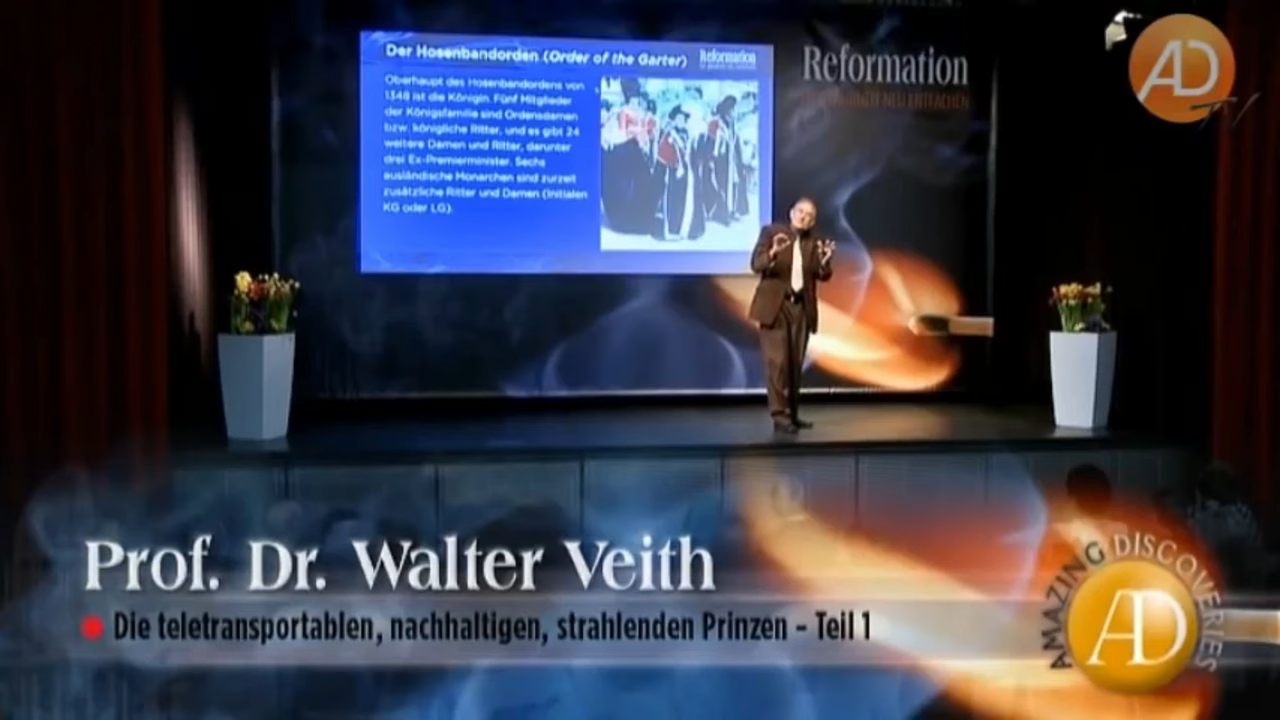 Der Hosenbandorden (Order of the Garter)
Reformation
Oberhaupt des Hosenbandordens von
1348 ist die Königin. Fünf Mitglieder
der Königsfamilie sind Ordensdamen
bzw. königliche Ritter, und es gibt 24
weitere Damen und Ritter, darunter
drei Ex-Premierminister. Sechs
ausländische Monarchen sind zurzeit
zusätzliche Ritter und Damen (Initialen
KG oder LG).
Reformation
AD
TV
Prof. Dr. Walter Veith
Die teletransportablen, nachhaltigen, strahlenden Prinzen – Teil 1
AMAZING DISCOVERIES
AD